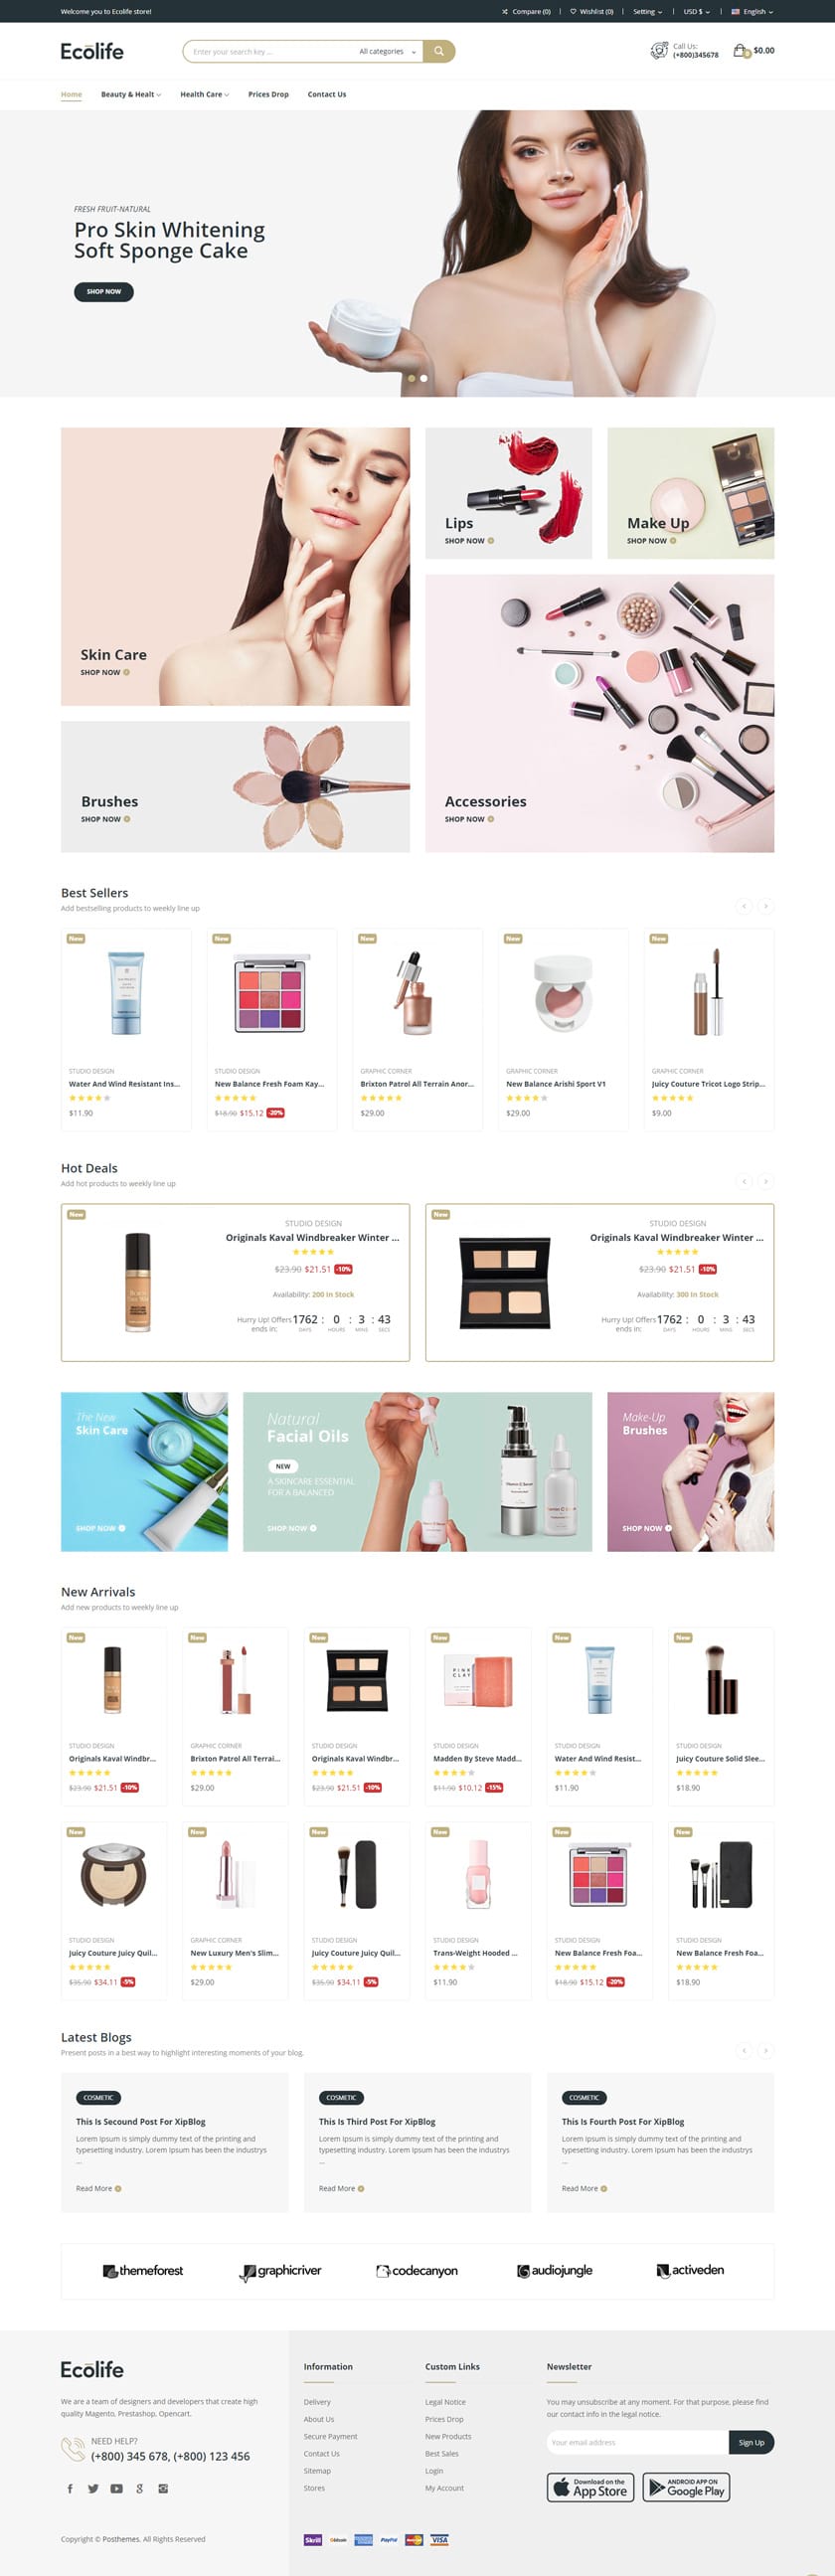 Welcome you to Ecolife store!
Compare (0) | Wishlist (0) | Setting | USD $ | English
Ecolife
Enter your search key ...
All categories
Call Us:
(+800)345678
0
$0.00
Home
Beauty & Healt
Health Care
Prices Drop
Contact Us
FRESH FRUIT-NATURAL
Pro Skin Whitening
Soft Sponge Cake
SHOP NOW
Lips
SHOP NOW
Make Up
SHOP NOW
Skin Care
SHOP NOW
Brushes
SHOP NOW
Accessories
SHOP NOW
Best Sellers
Add bestselling products to weekly line up
New
New
New
New
New
STUDIO DESIGN
Water And Wind Resistant Ins...
$11.90
STUDIO DESIGN
New Balance Fresh Foam Kay...
$18.90 $15.12 -20%
GRAPHIC CORNER
Brixton Patrol All Terrain Anor...
$29.00
GRAPHIC CORNER
New Balance Arishi Sport V1
$29.00
GRAPHIC CORNER
Juicy Couture Tricot Logo Strip...
$9.00
Hot Deals
Add hot products to weekly line up
New
STUDIO DESIGN
Originals Kaval Windbreaker Winter ...
$23.90 $21.51 -10%
Availability: 200 In Stock
Hurry Up! Offers
ends in:
1762 : 0 : 3 : 43
DAYS HOURS MINS SECS
New
STUDIO DESIGN
Originals Kaval Windbreaker Winter ...
$23.90 $21.51 -10%
Availability: 300 In Stock
Hurry Up! Offers
ends in:
1762 : 0 : 3 : 43
DAYS HOURS MINS SECS
The New
Skin Care
SHOP NOW
Natural
Facial Oils
NEW
A SKINCARE ESSENTIAL
FOR A BALANCED
SHOP NOW
Vitamin C Serum
Make-Up
Brushes
SHOP NOW
New Arrivals
Add new products to weekly line up
New
New
New
New
New
New
PINK
CLAY
STUDIO DESIGN
Originals Kaval Windbr...
$23.90 $21.51 -10%
GRAPHIC CORNER
Brixton Patrol All Terrai...
$29.00
STUDIO DESIGN
Originals Kaval Windbr...
$23.90 $21.51 -10%
STUDIO DESIGN
Madden By Steve Madd...
$11.90 $10.12 -15%
STUDIO DESIGN
Water And Wind Resist...
$11.90
STUDIO DESIGN
Juicy Couture Solid Slee...
$18.90
New
New
New
New
New
New
STUDIO DESIGN
Juicy Couture Juicy Quil...
$35.90 $34.11 -5%
GRAPHIC CORNER
New Luxury Men's Slim...
$29.00
STUDIO DESIGN
Juicy Couture Juicy Quil...
$35.90 $34.11 -5%
STUDIO DESIGN
Trans-Weight Hooded ...
$11.90
STUDIO DESIGN
New Balance Fresh Foa...
$18.90 $15.12 -20%
STUDIO DESIGN
New Balance Fresh Foa...
$18.90
Latest Blogs
Present posts in a best way to highlight interesting moments of your blog.
COSMETIC
This Is Secound Post For XipBlog
Lorem Ipsum is simply dummy text of the printing and
typesetting industry. Lorem Ipsum has been the industrys
...
Read More
COSMETIC
This Is Third Post For XipBlog
Lorem Ipsum is simply dummy text of the printing and
typesetting industry. Lorem Ipsum has been the industrys
...
Read More
COSMETIC
This Is Fourth Post For XipBlog
Lorem Ipsum is simply dummy text of the printing and
typesetting industry. Lorem Ipsum has been the industrys
...
Read More
themeforest
graphicriver
codecanyon
audiojungle
activeden
Ecolife
We are a team of designers and developers that create high
quality Magento, Prestashop, Opencart.
NEED HELP?
(+800) 345 678, (+800) 123 456
Copyright © Posthemes. All Rights Reserved
Information
Delivery
About Us
Secure Payment
Contact Us
Sitemap
Stores
Custom Links
Legal Notice
Prices Drop
New Products
Best Sales
Login
My Account
Newsletter
You may unsubscribe at any moment. For that purpose, please find
our contact info in the legal notice.
Your email address
Sign Up
Download on the
App Store
ANDROID APP ON
Google Play
Skrill
PayPal
VISA